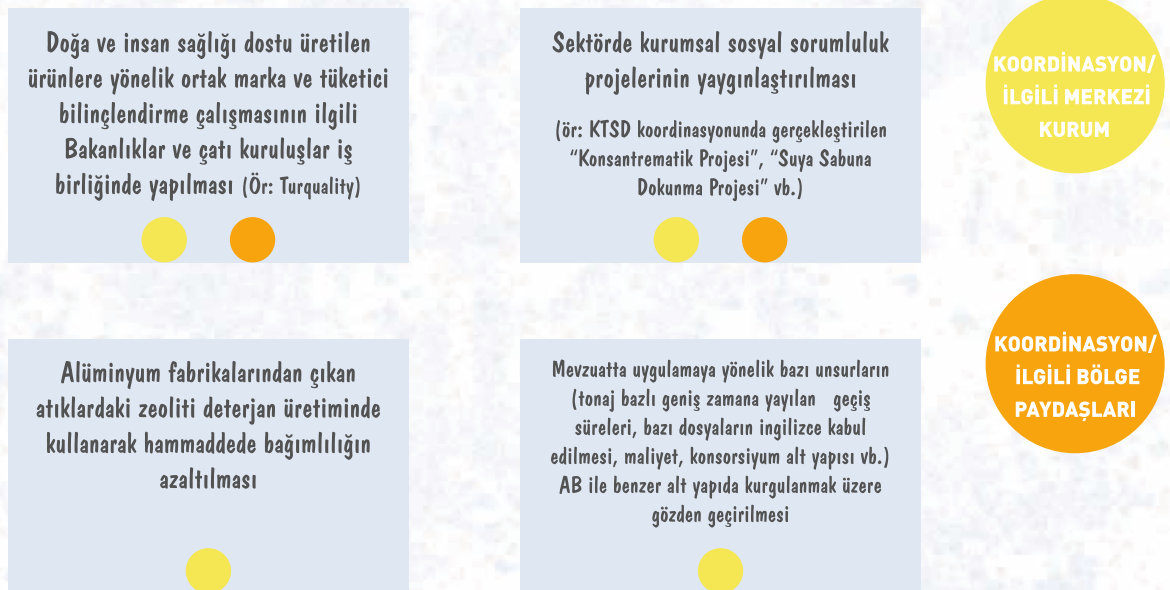 Doğa ve insan sağlığı dostu üretilen
ürünlere yönelik ortak marka ve tüketici
bilinçlendirme çalışmasının ilgili
Bakanlıklar ve çatı kuruluşlar iş
birliğinde yapılması (Ör: Turquality)
Sektörde kurumsal sosyal sorumluluk
projelerinin yaygınlaştırılması
(ör: KTSD koordinasyonunda gerçekleştirilen
“Konsantrematik Projesi”, “Suya Sabuna
Dokunma Projesi” vb.)
KOORDİNASYON/
İLGİLİ MERKEZİ
KURUM
Alüminyum fabrikalarından çıkan
atıklardaki zeoliti deterjan üretiminde
kullanarak hammaddede bağımlılığın
azaltılması
Mevzuatta uygulamaya yönelik bazı unsurların
(tonaj bazlı geniş zamana yayılan geçiş
süreleri, bazı dosyaların ingilizce kabul
edilmesi, maliyet, konsorsiyum alt yapısı vb.)
AB ile benzer alt yapıda kurgulanmak üzere
gözden geçirilmesi
KOORDİNASYON/
İLGİLİ BÖLGE
PAYDAŞLARI